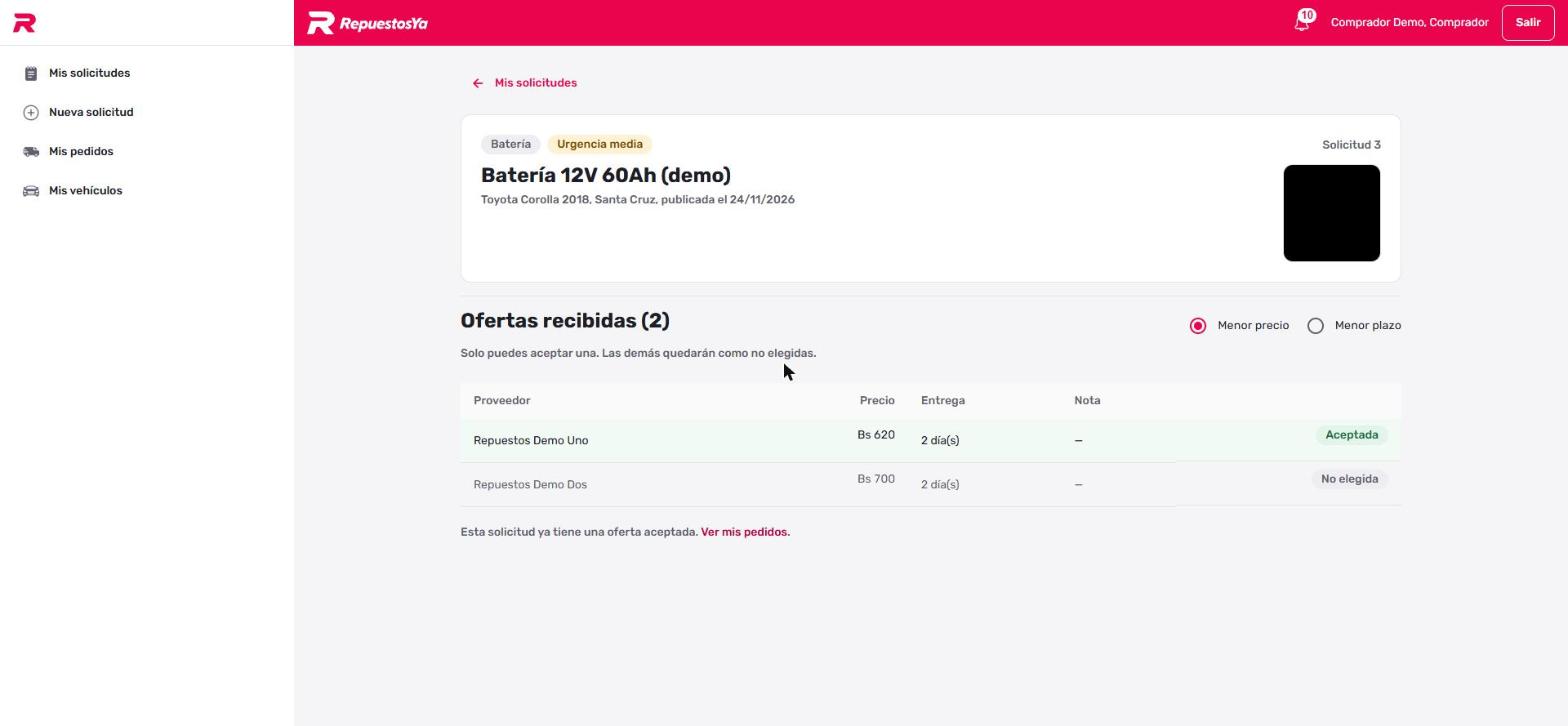 RepuestosYa
10
Comprador Demo, Comprador
Salir
Mis solicitudes
Nueva solicitud
Mis pedidos
Mis vehículos
Mis solicitudes
Batería
Urgencia media
Solicitud 3
Batería 12V 60Ah (demo)
Toyota Corolla 2018, Santa Cruz, publicada el 24/11/2026
Ofertas recibidas (2)
Menor precio
Menor plazo
Solo puedes aceptar una. Las demás quedarán como no elegidas.
Proveedor Precio Entrega Nota
Repuestos Demo Uno Bs 620 2 día(s) — Aceptada
Repuestos Demo Dos Bs 700 2 día(s) — No elegida
Esta solicitud ya tiene una oferta aceptada. Ver mis pedidos.